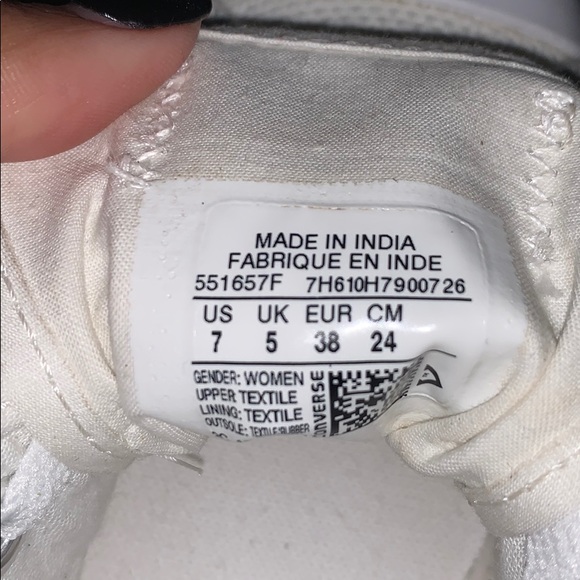 MADE IN INDIA
FABRIQUE EN INDE
551657F 7H610H7900726
US UK EUR CM
7 5 38 24
GENDER: WOMEN
UPPER TEXTILE
LINING: TEXTILE
OUTSOLE: TEXTILE/RUBBER
CONVERSE